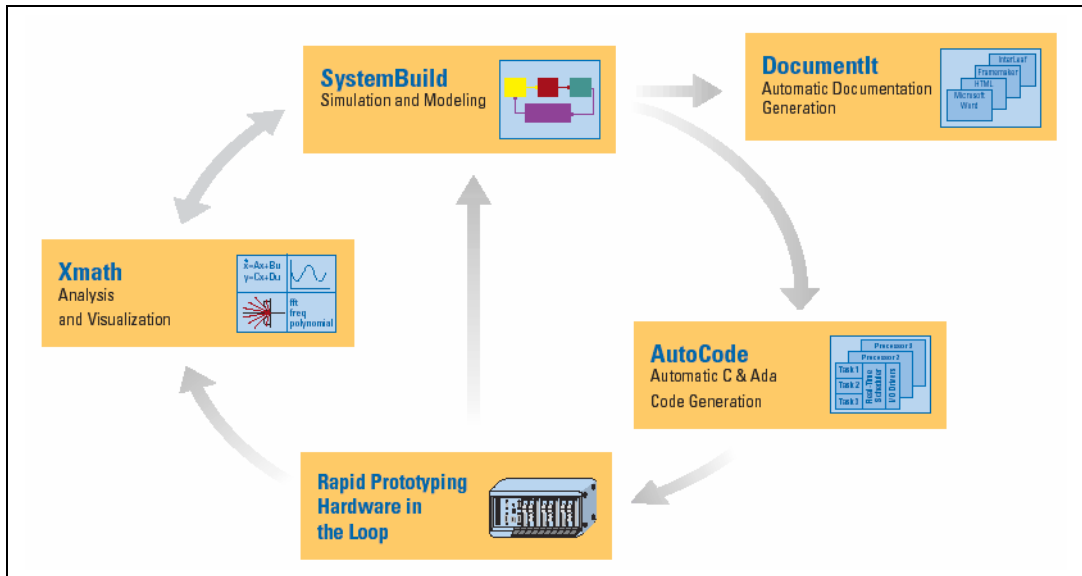 SystemBuild
Simulation and Modeling
DocumentIt
Automatic Documentation
Generation
InterLeaf
Framemaker
HTML
Microsoft
Word
Xmath
Analysis
and Visualization
ẋ=Ax+Bu
y=Cx+Du
fft
freq
polynomial
AutoCode
Automatic C & Ada
Code Generation
Processor 3
Processor 2
Task 1
Task 2
Task 3
Real-Time
Scheduler
I/O Drivers
Rapid Prototyping
Hardware in
the Loop